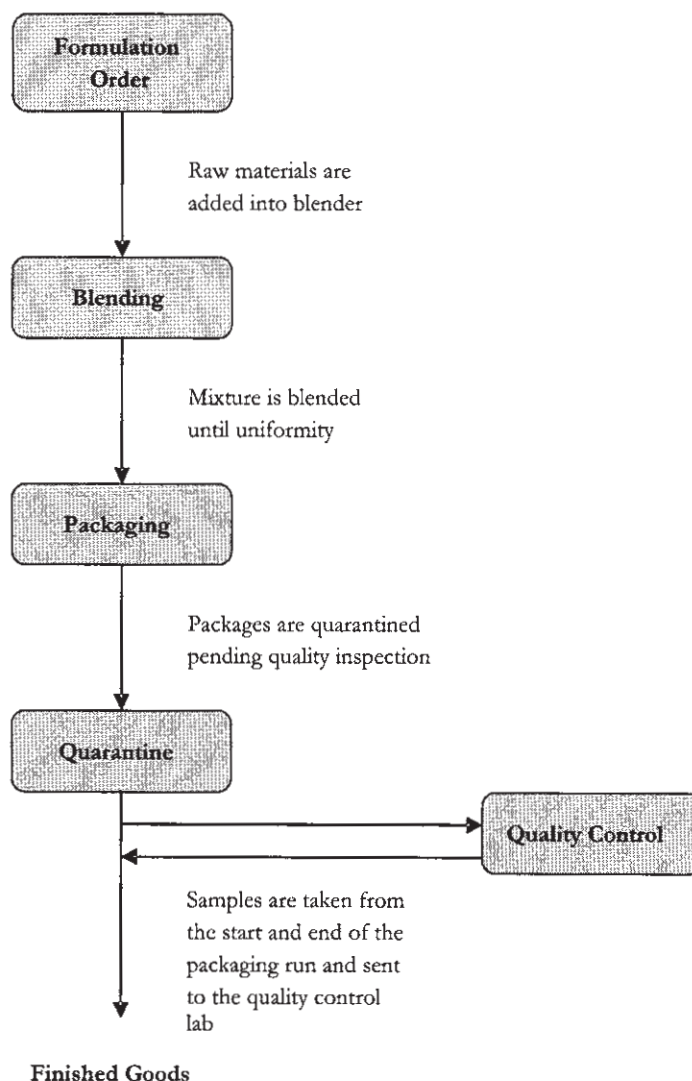 Formulation
Order
Raw materials are
added into blender
Blending
Mixture is blended
until uniformity
Packaging
Packages are quarantined
pending quality inspection
Quarantine
Quality Control
Samples are taken from
the start and end of the
packaging run and sent
to the quality control
lab
Finished Goods